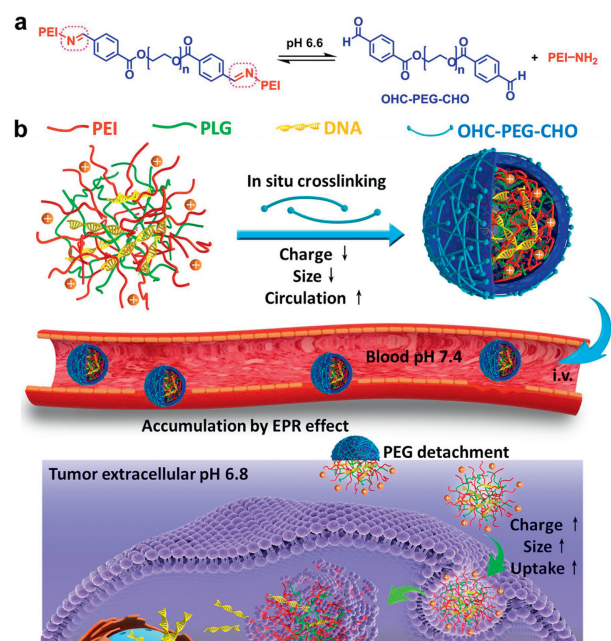 a
PEI
N
O
O
O
n
O
N
PEI
pH 6.6
O
H
O
O
O
n
O
H
O
+ PEI-NH₂
OHC-PEG-CHO
b
PEI PLG DNA OHC-PEG-CHO
In situ crosslinking
Charge ↓
Size ↓
Circulation ↑
Blood pH 7.4
i.v.
Accumulation by EPR effect
PEG detachment
Tumor extracellular pH 6.8
Charge ↑
Size ↑
Uptake ↑